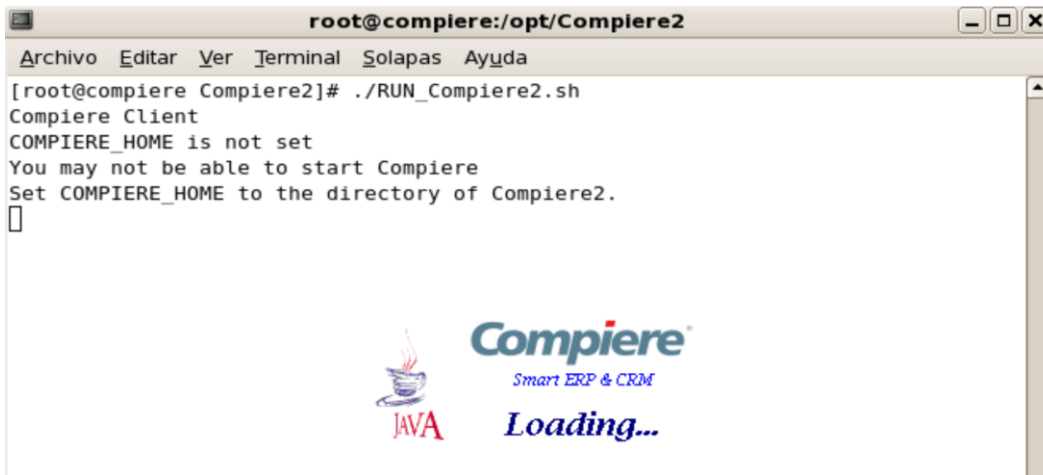 root@compiere:/opt/Compiere2
Archivo Editar Ver Terminal Solapas Ayuda
[root@compiere Compiere2]# ./RUN_Compiere2.sh
Compiere Client
COMPIERE_HOME is not set
You may not be able to start Compiere
Set COMPIERE_HOME to the directory of Compiere2.
Compiere
Smart ERP & CRM
JAVA
Loading...